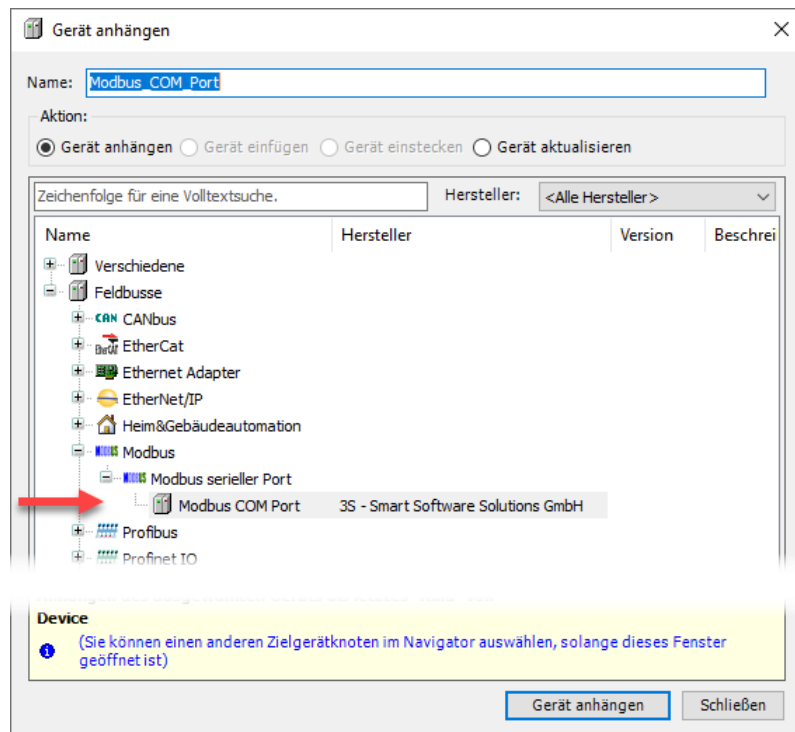 Gerät anhängen
Name: Modbus_COM_Port
Aktion:
Gerät anhängen Gerät einfügen Gerät einstecken Gerät aktualisieren
Zeichenfolge für eine Volltextsuche. Hersteller: <Alle Hersteller>
Name Hersteller Version Beschrei
Verschiedene
Feldbusse
CAN CANbus
EtherCat
Ethernet Adapter
EtherNet/IP
Heim&Gebäudeautomation
Modbus
Modbus serieller Port
Modbus COM Port 3S - Smart Software Solutions GmbH
Profibus
Profinet IO
Device
(Sie können einen anderen Zielgerätknoten im Navigator auswählen, solange dieses Fenster
geöffnet ist)
Gerät anhängen Schließen